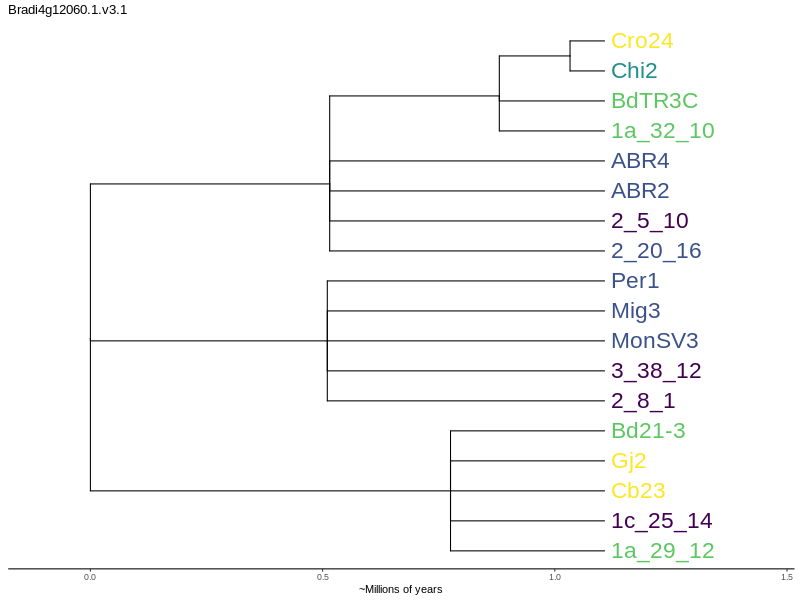 Bradi4g12060.1.v3.1
Cro24
Chi2
BdTR3C
1a_32_10
ABR4
ABR2
2_5_10
2_20_16
Per1
Mig3
MonSV3
3_38_12
2_8_1
Bd21-3
Gj2
Cb23
1c_25_14
1a_29_12
0.0 0.5 1.0 1.5
~Millions of years